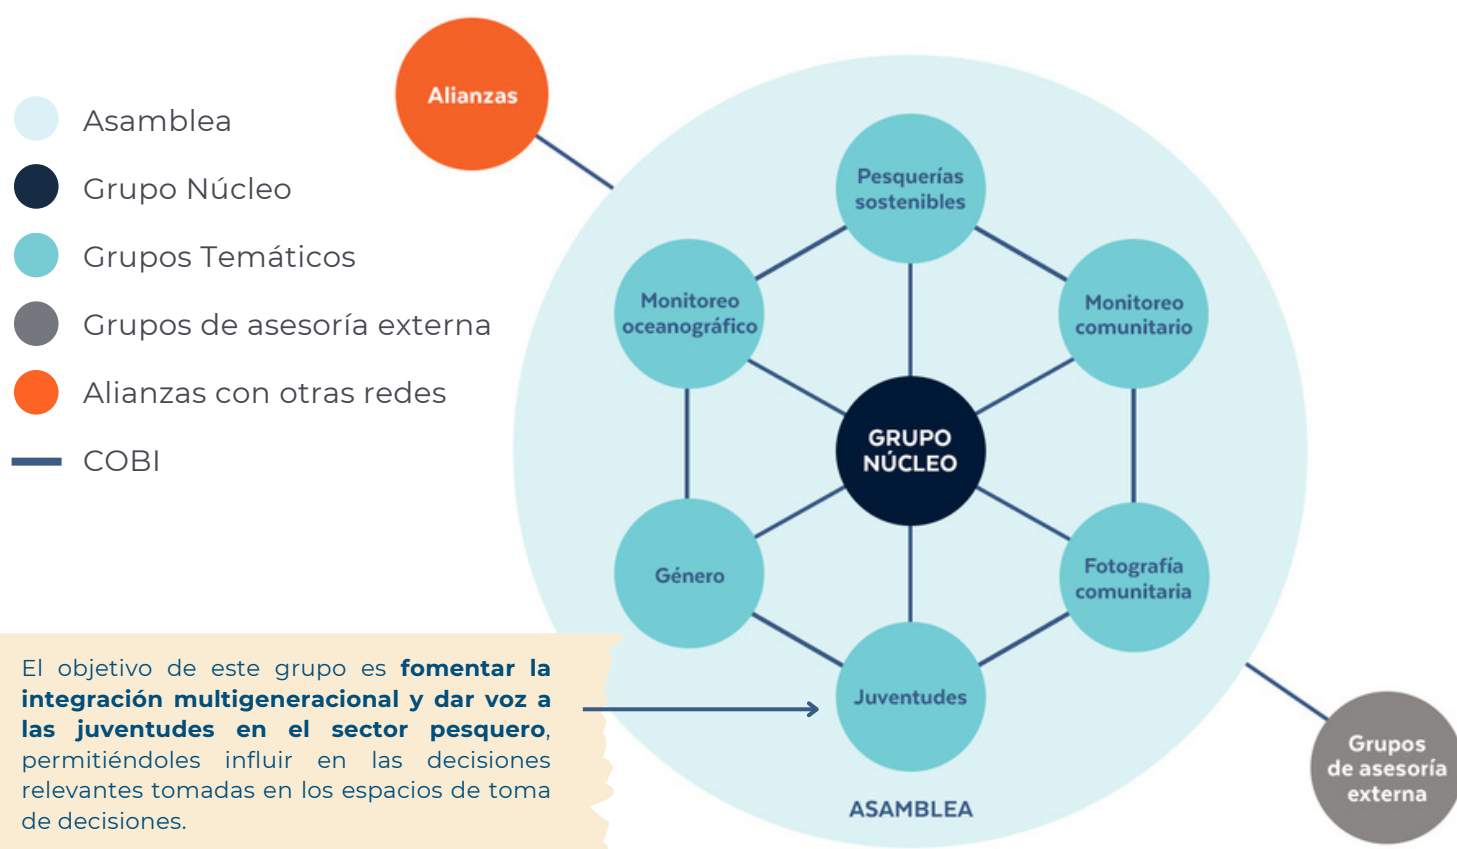 Asamblea
Grupo Núcleo
Grupos Temáticos
Grupos de asesoría externa
Alianzas con otras redes
COBI
Alianzas
Pesquerías
sostenibles
Monitoreo
oceanográfico
Monitoreo
comunitario
GRUPO
NÚCLEO
Género
Fotografía
comunitaria
Juventudes
ASAMBLEA
Grupos
de asesoría
externa
El objetivo de este grupo es fomentar la
integración multigeneracional y dar voz a
las juventudes en el sector pesquero,
permitiéndoles influir en las decisiones
relevantes tomadas en los espacios de toma
de decisiones.